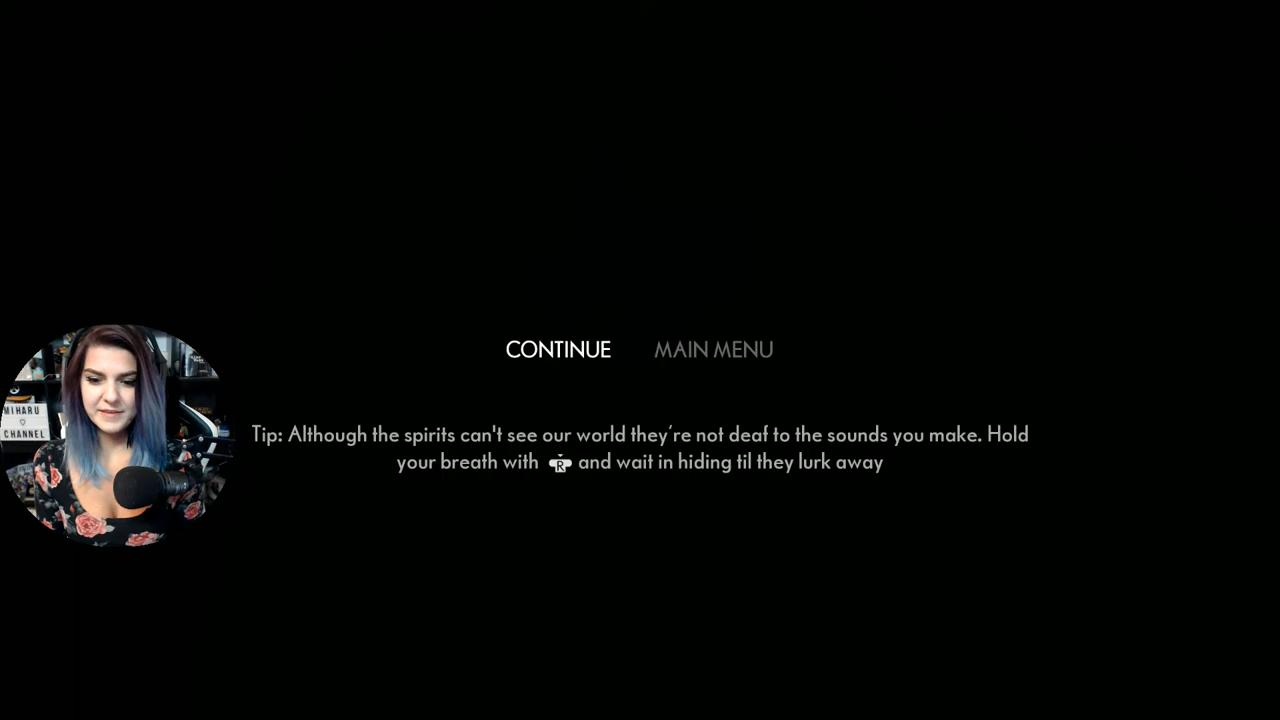 CONTINUE MAIN MENU
MIHARU
CHANNEL
Tip: Although the spirits can't see our world they're not deaf to the sounds you make. Hold
your breath with R and wait in hiding til they lurk away